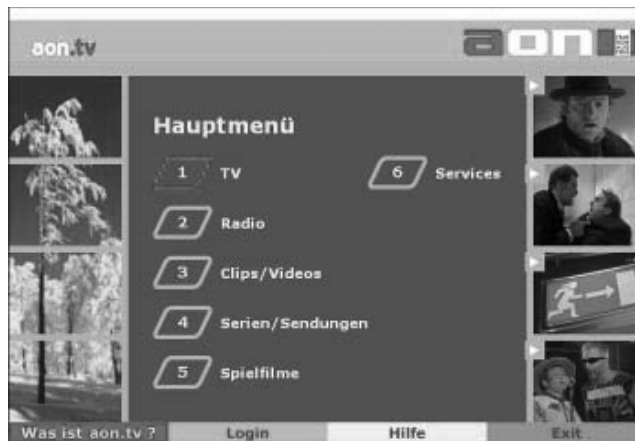 aon.tv
aon
Hauptmenü
1 TV
2 Radio
3 Clips/Videos
4 Serien/Sendungen
5 Spielfilme
6 Services
Was ist aon.tv ?
Login
Hilfe
Exit